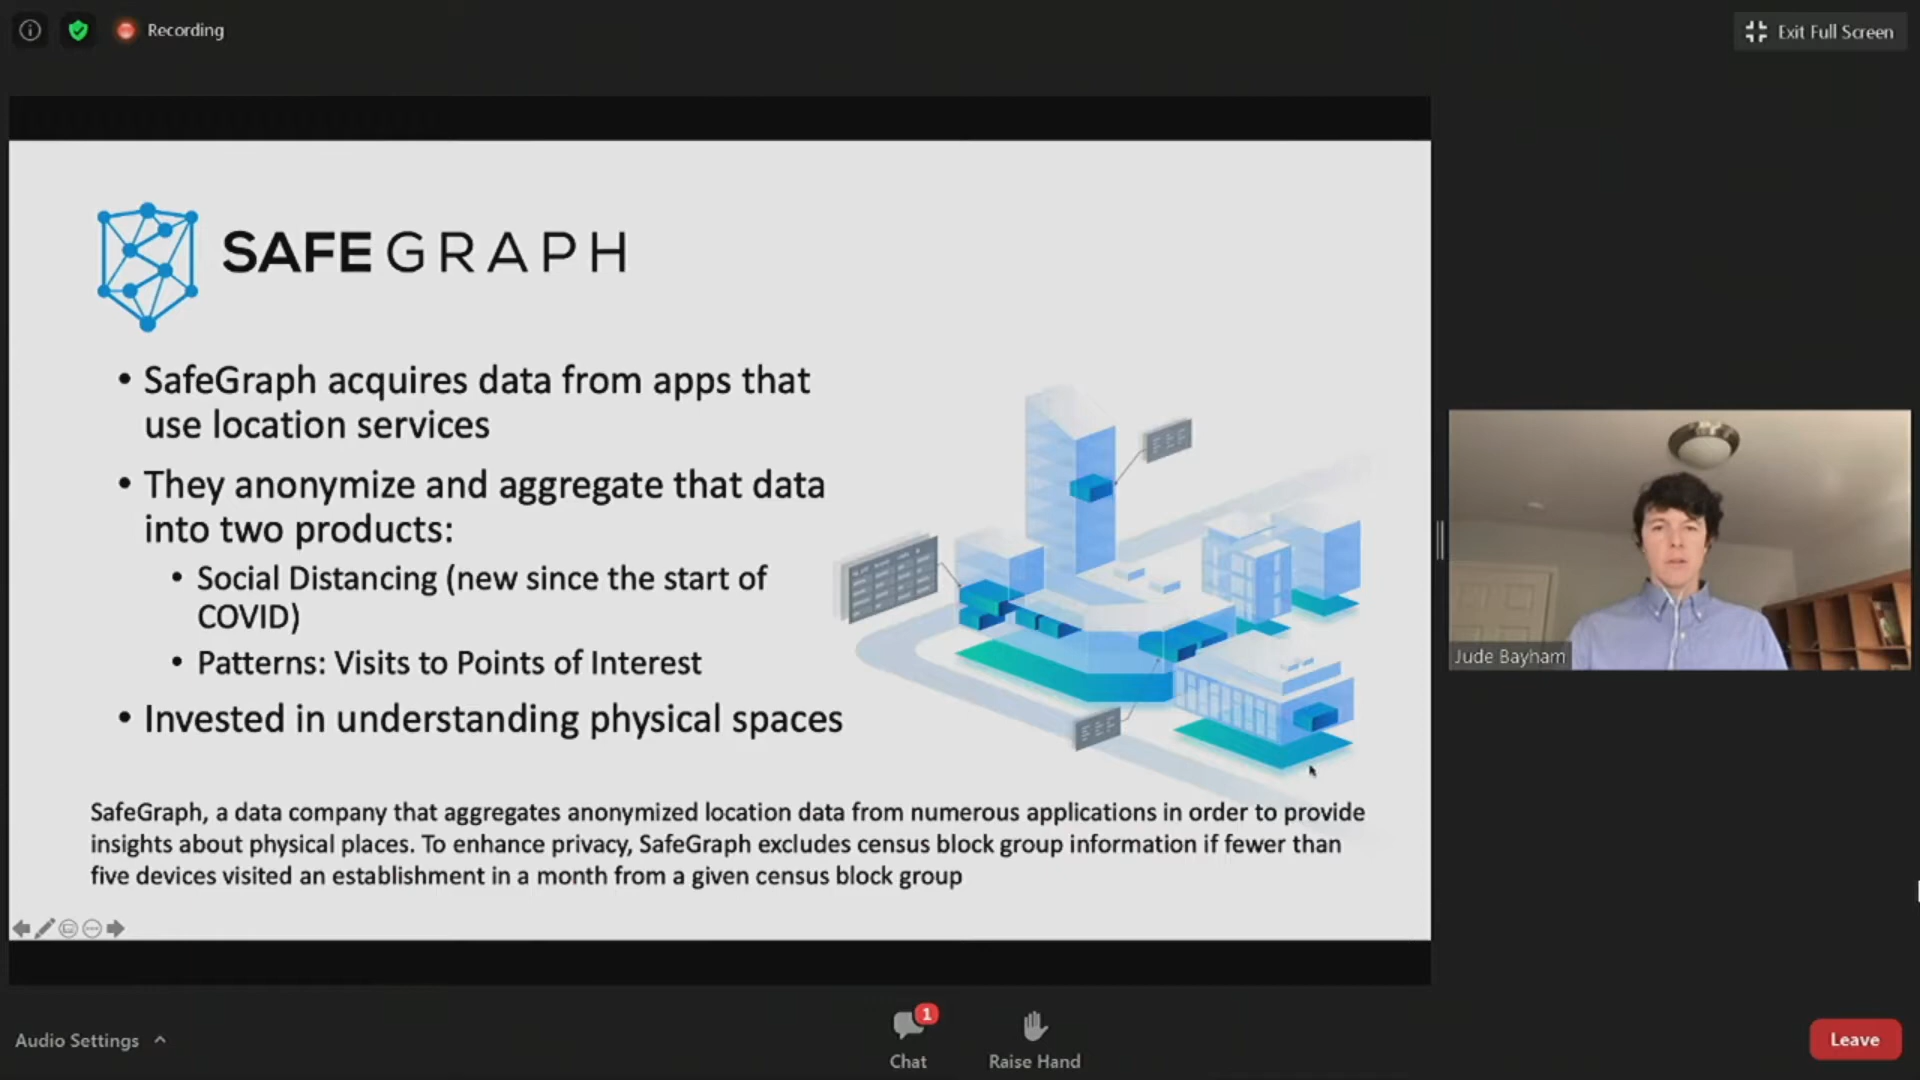 Recording
Exit Full Screen
SAFEGRAPH
• SafeGraph acquires data from apps that
use location services
• They anonymize and aggregate that data
into two products:
• Social Distancing (new since the start of
COVID)
• Patterns: Visits to Points of Interest
• Invested in understanding physical spaces
SafeGraph, a data company that aggregates anonymized location data from numerous applications in order to provide
insights about physical places. To enhance privacy, SafeGraph excludes census block group information if fewer than
five devices visited an establishment in a month from a given census block group
Jude Bayham
Audio Settings
1
Chat
Raise Hand
Leave